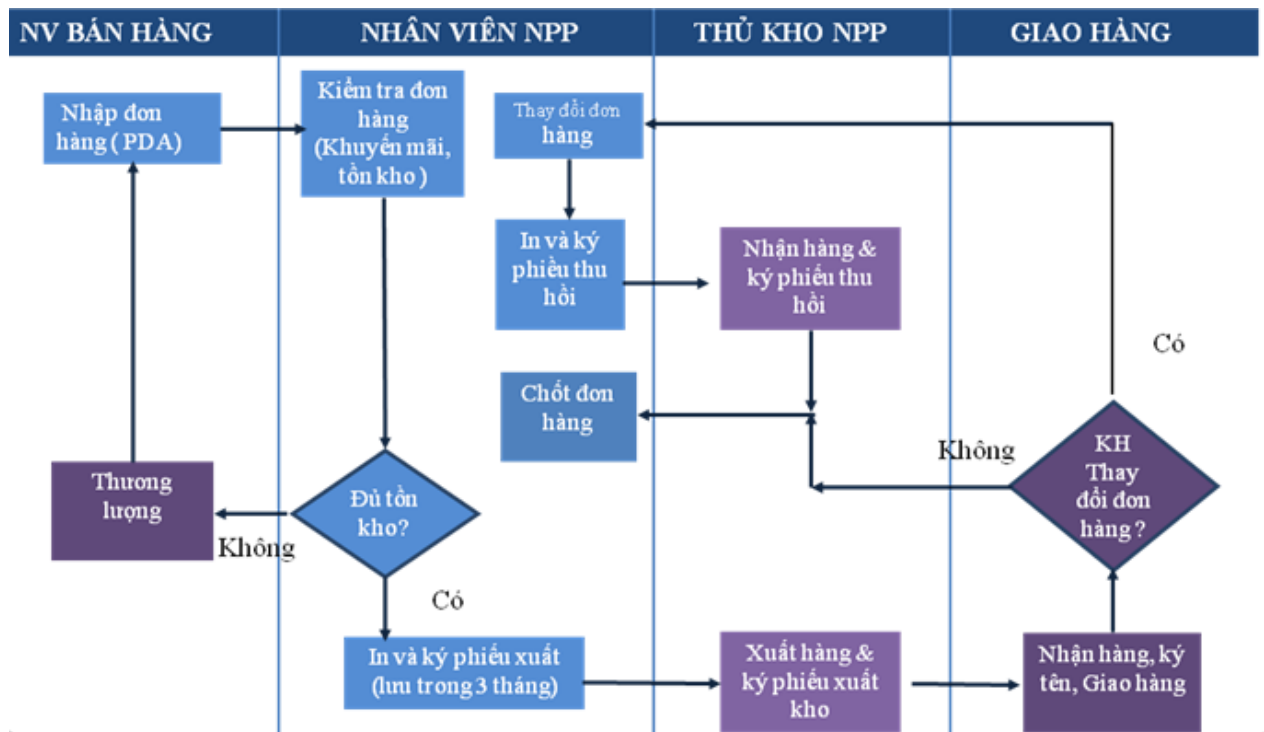 NV BÁN HÀNG
NHÂN VIÊN NPP
THỦ KHO NPP
GIAO HÀNG
Nhập đơn
hàng ( PDA)
Kiểm tra đơn
hàng
(Khuyến mãi,
tồn kho )
Thay đổi đơn
hàng
In và ký
phiều thu
hồi
Nhận hàng &
ký phiếu thu
hồi
Có
Chốt đơn
hàng
Không
KH
Thay
đổi đơn
hàng ?
Thương
lượng
Đủ tồn
kho?
Không
Có
In và ký phiếu xuất
(lưu trong 3 tháng)
Xuất hàng &
ký phiếu xuất
kho
Nhận hàng, ký
tên, Giao hàng